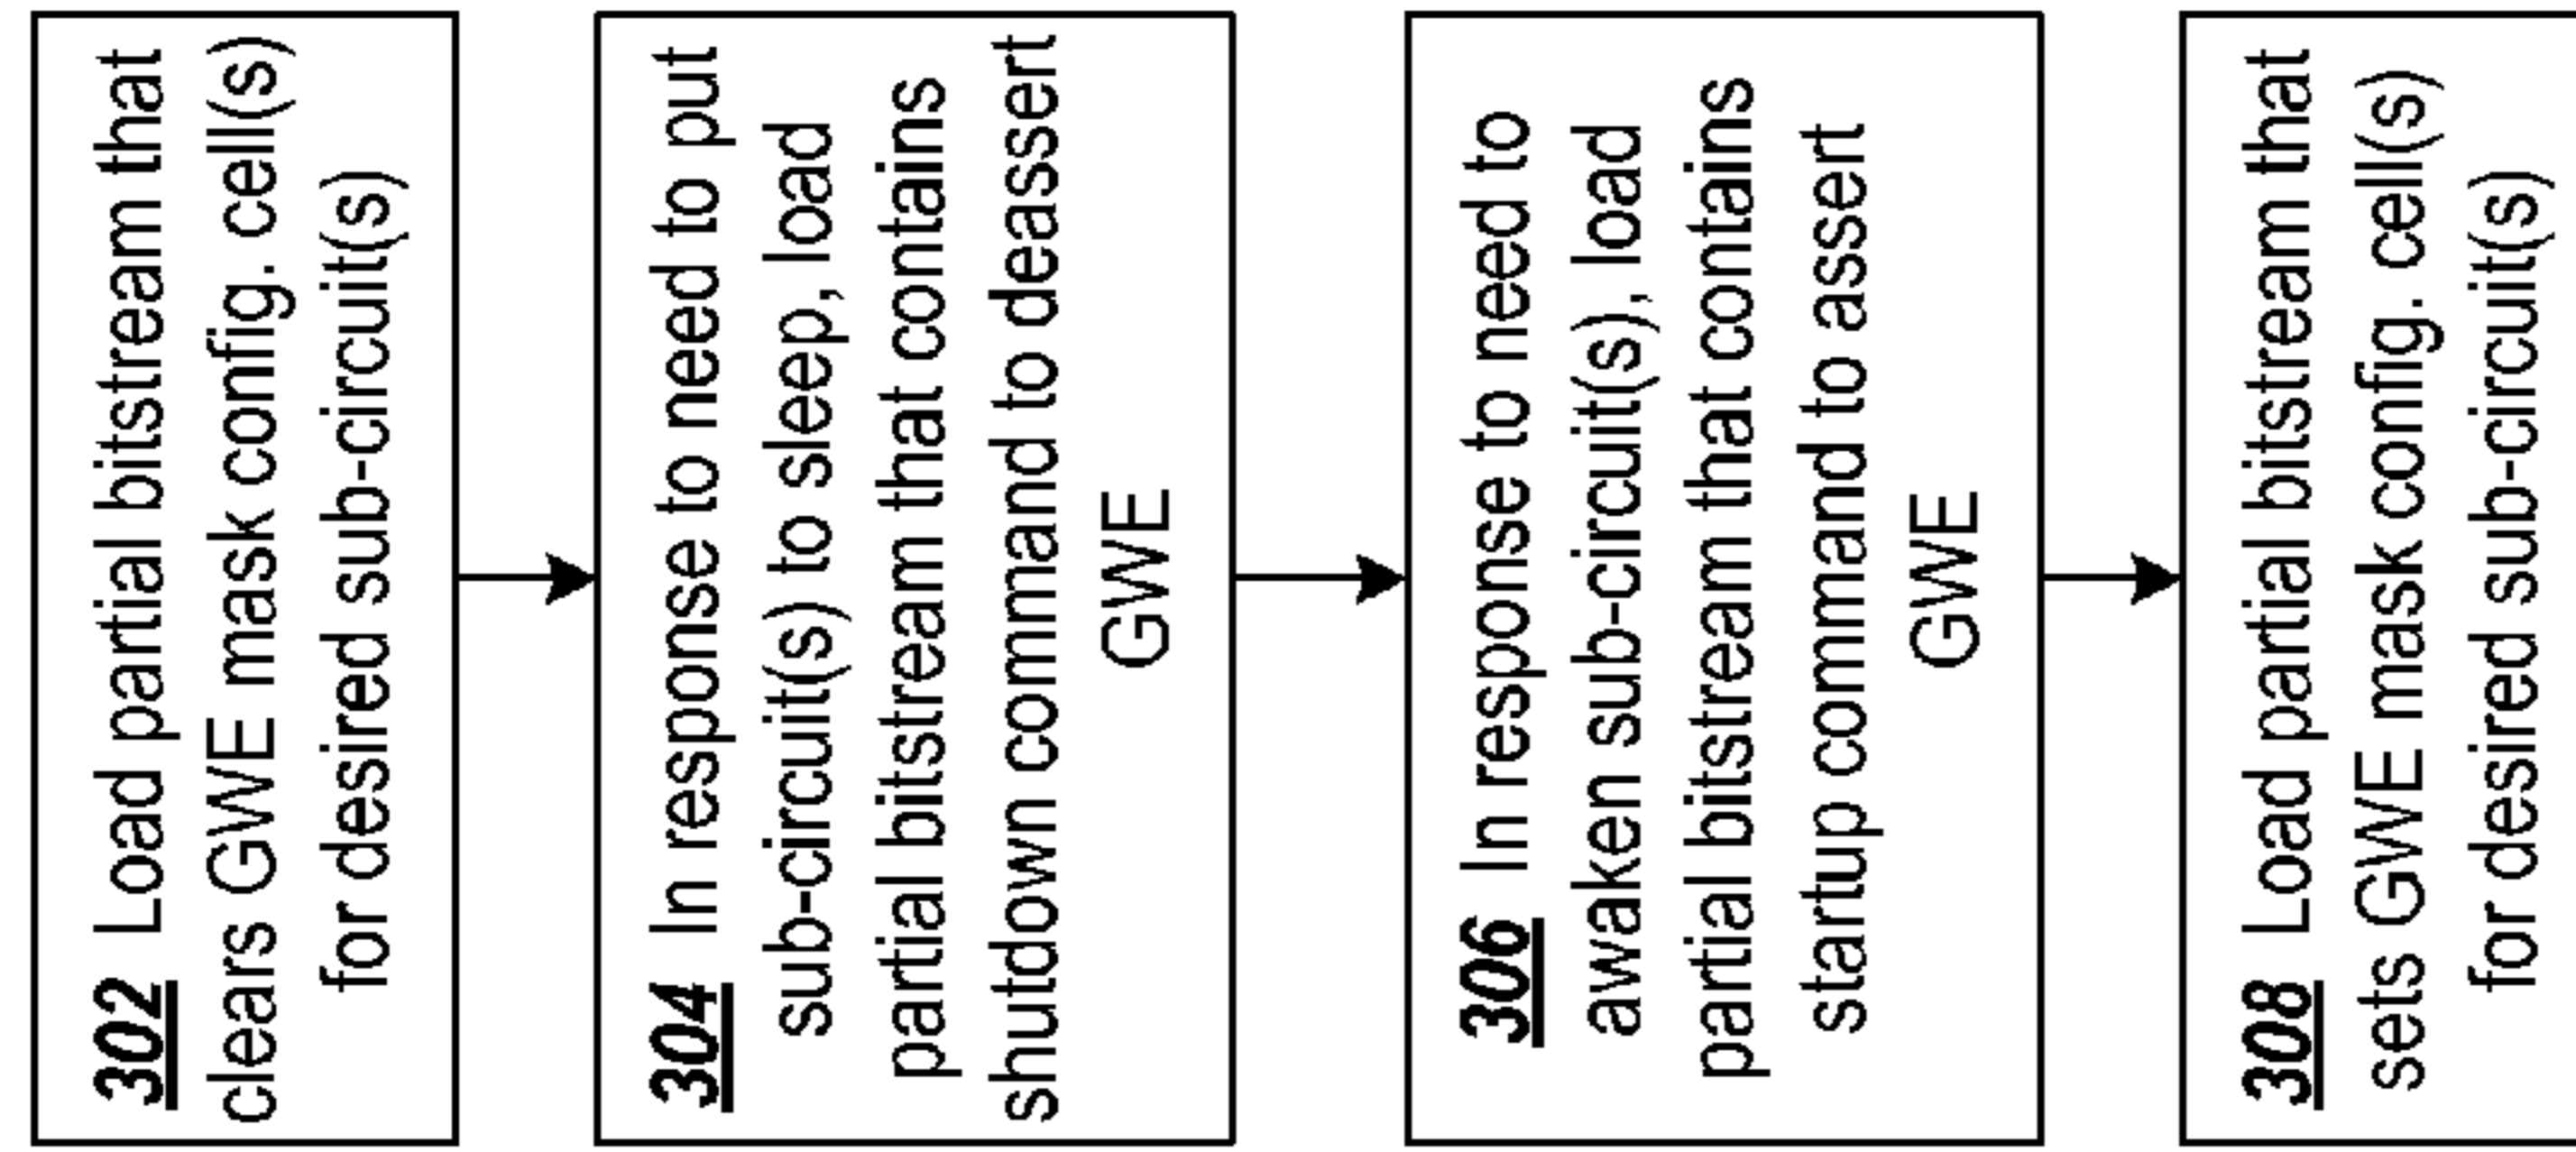 302 Load partial bitstream that
clears GWE mask config. cell(s)
for desired sub-circuit(s)
304 In response to need to put
sub-circuit(s) to sleep, load
partial bitstream that contains
shutdown command to deassert
GWE
306 In response to need to
awaken sub-circuit(s), load
partial bitstream that contains
startup command to assert
GWE
308 Load partial bitstream that
sets GWE mask config. cell(s)
for desired sub-circuit(s)